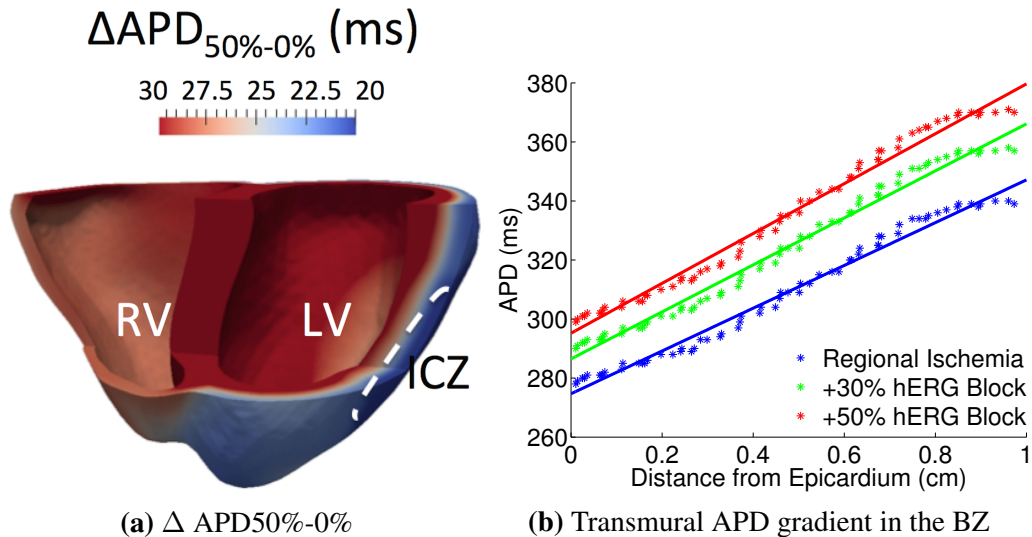 ΔAPD50%-0% (ms)
30 27.5 25 22.5 20
RV
LV
ICZ
(a) Δ APD50%-0%
380
360
340
320
300
280
260
APD (ms)
0 0.2 0.4 0.6 0.8 1
Distance from Epicardium (cm)
Regional Ischemia
+30% hERG Block
+50% hERG Block
(b) Transmural APD gradient in the BZ